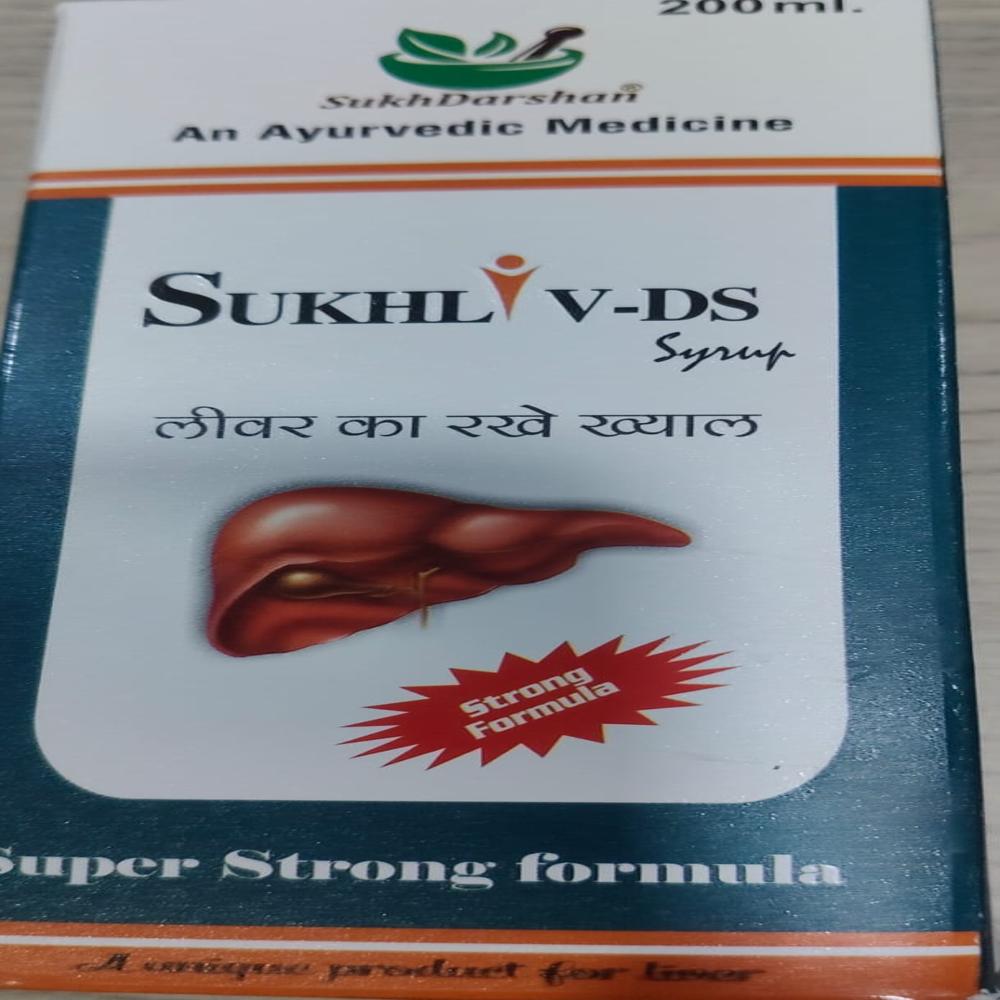 200ml.
SukhDarshan®
An Ayurvedic Medicine
SUKHLiV-DS
Syrup
लीवर का रखे ख्याल
Strong
Formula
Super Strong formula
A unique product for liver